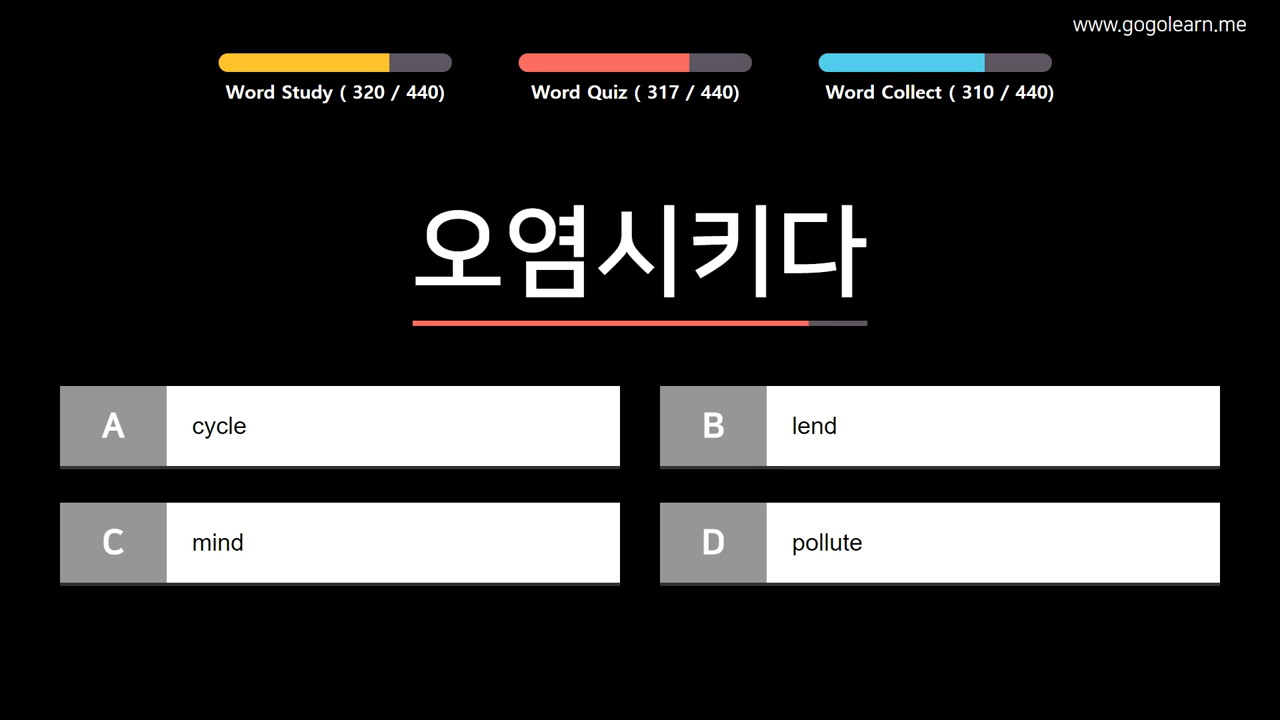 www.gogolearn.me
Word Study ( 320 / 440)
Word Quiz ( 317 / 440)
Word Collect ( 310 / 440)
오염시키다
A cycle
B lend
C mind
D pollute